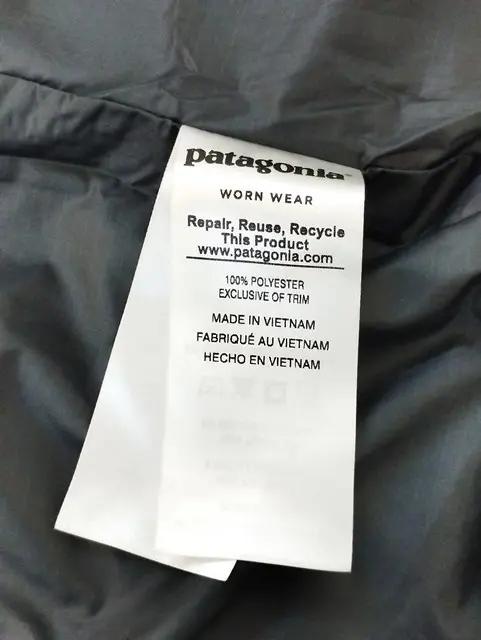 patagonia™
WORN WEAR
Repair, Reuse, Recycle
This Product
www.patagonia.com
100% POLYESTER
EXCLUSIVE OF TRIM
MADE IN VIETNAM
FABRIQUÉ AU VIETNAM
HECHO EN VIETNAM